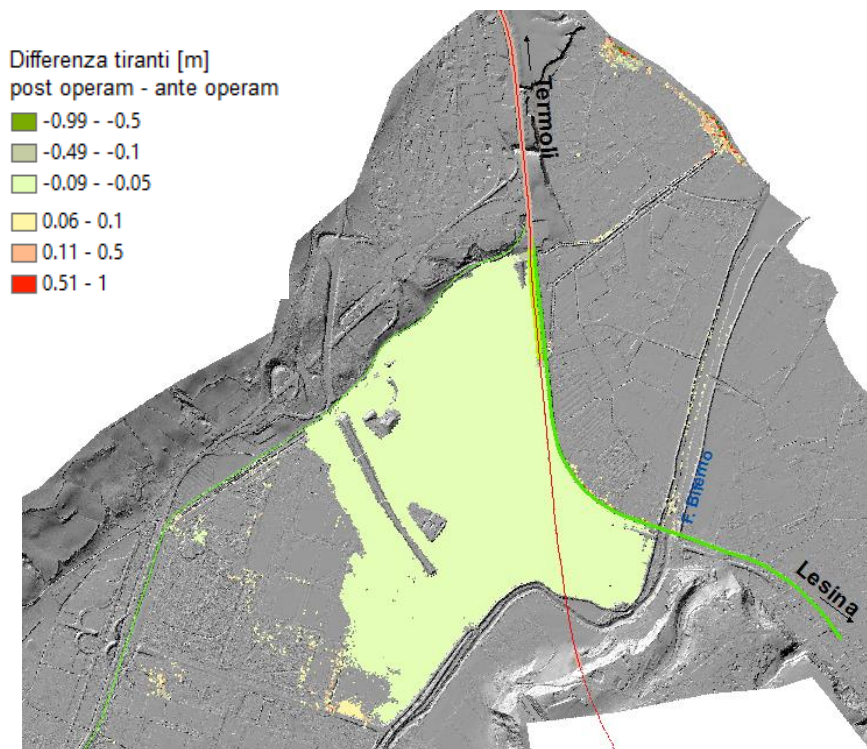 Differenza tiranti [m]
post operam - ante operam
-0.99 - -0.5
-0.49 - -0.1
-0.09 - -0.05
0.06 - 0.1
0.11 - 0.5
0.51 - 1
Termoli
F. Biferno
Lesina